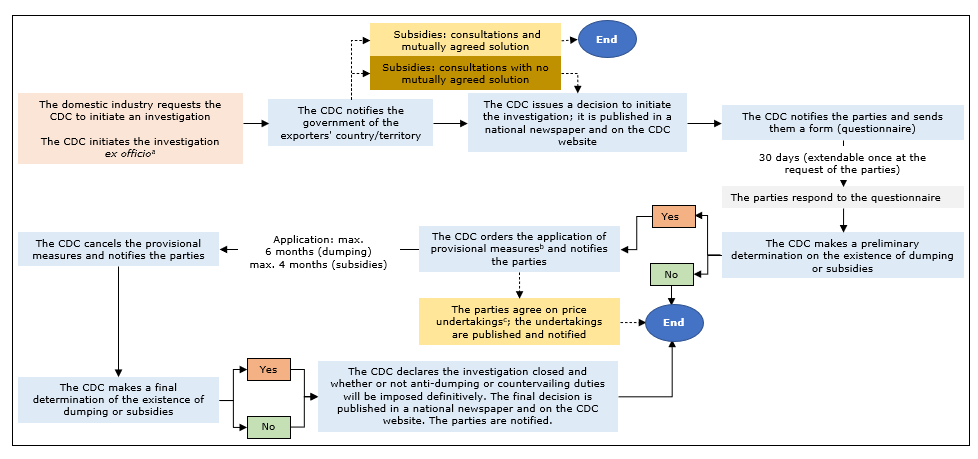 Subsidies: consultations and
mutually agreed solution
End
Subsidies: consultations with no
mutually agreed solution
The domestic industry requests the
CDC to initiate an investigation
The CDC initiates the investigation
ex officioᵃ
The CDC notifies the
government of the
exporters' country/territory
The CDC issues a decision to initiate
the investigation; it is published in a
national newspaper and on the CDC
website
The CDC notifies the parties and sends
them a form (questionnaire)
30 days (extendable once at the
request of the parties)
The parties respond to the questionnaire
The CDC makes a preliminary
determination on the existence of dumping
or subsidies
Yes
No
The CDC orders the application of
provisional measuresᵇ and notifies
the parties
Application: max.
6 months (dumping)
max. 4 months (subsidies)
The CDC cancels the provisional
measures and notifies the parties
The parties agree on price
undertakingsᶜ; the undertakings
are published and notified
End
The CDC makes a final
determination of the existence of
dumping or subsidies
Yes
No
The CDC declares the investigation closed and
whether or not anti-dumping or countervailing duties
will be imposed definitively. The final decision is
published in a national newspaper and on the CDC
website. The parties are notified.